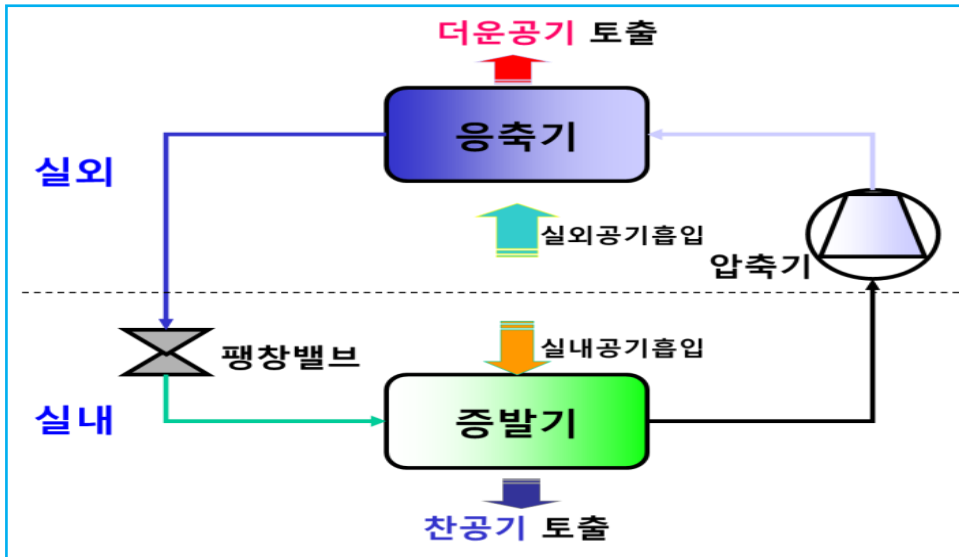 더운공기 토출
응축기
실외
실외공기흡입
압축기
팽창밸브
실내공기흡입
실내
증발기
찬공기 토출